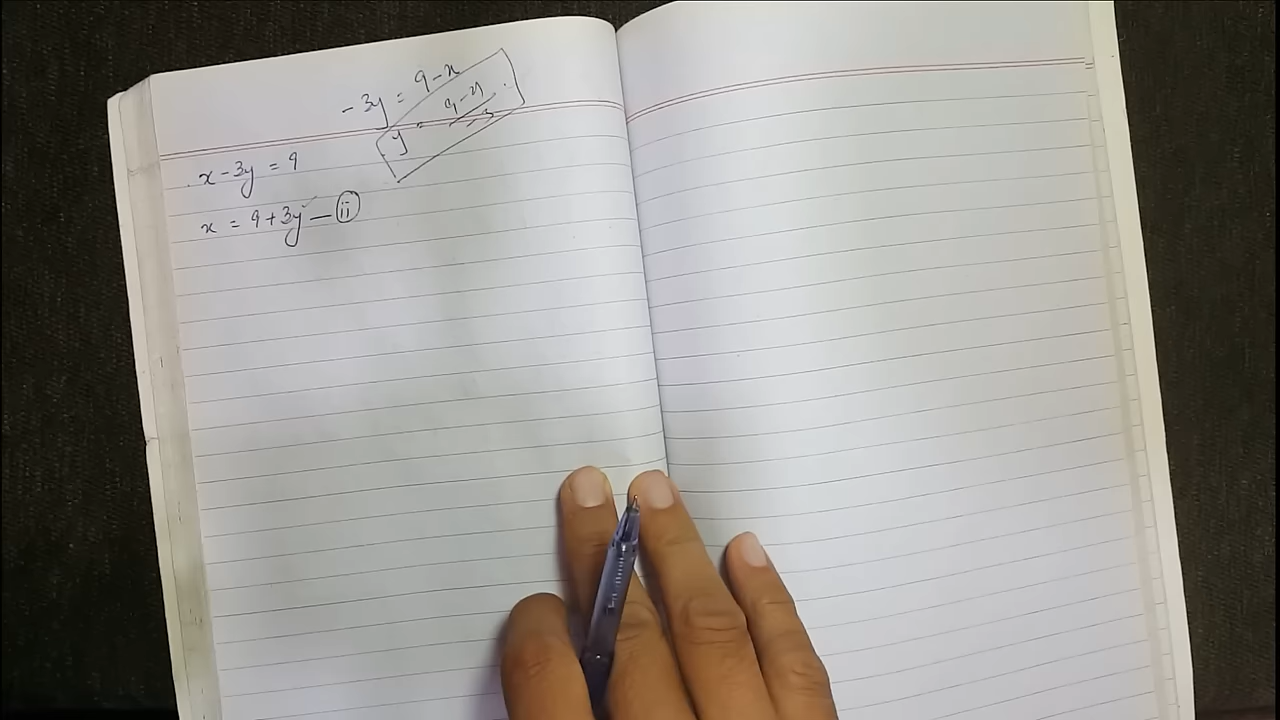 - 3y = 9 - x
y = 9 - x / -3
x - 3y = 9
x = 9 + 3y — (ii)